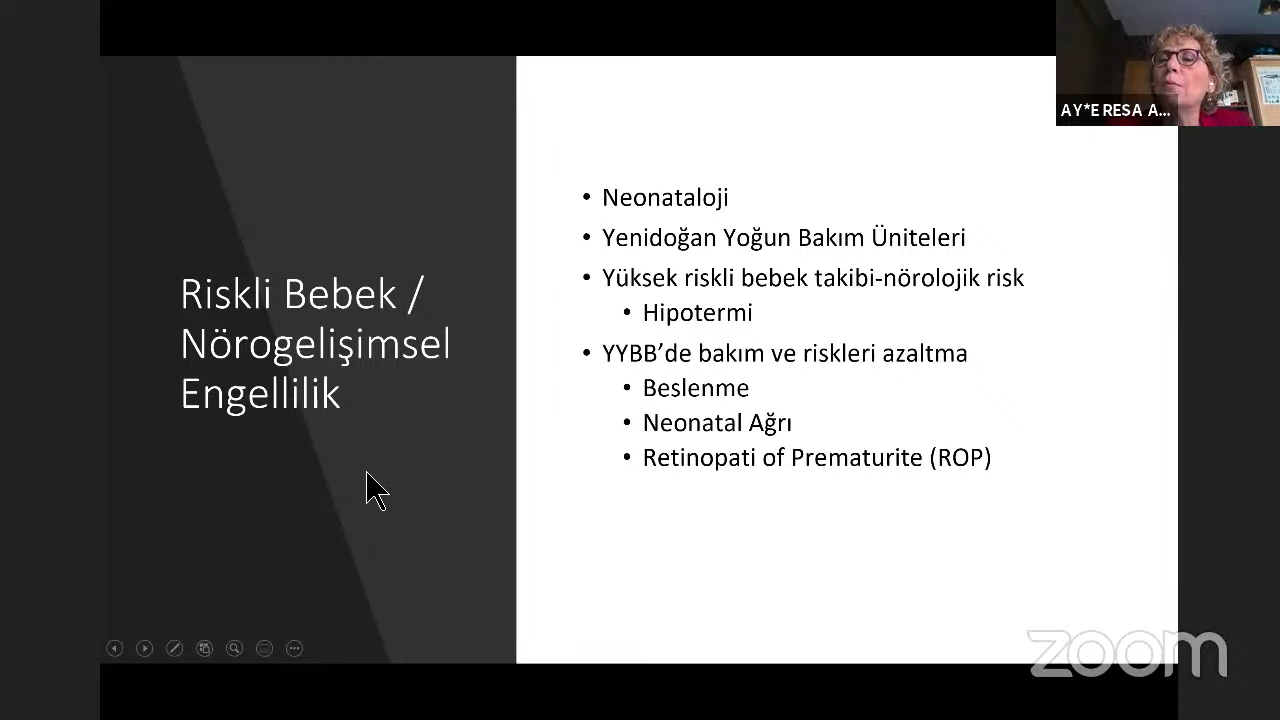 AY*E RESA A...
Riskli Bebek /
Nörogelişimsel
Engellilik
• Neonataloji
• Yenidoğan Yoğun Bakım Üniteleri
• Yüksek riskli bebek takibi-nörolojik risk
• Hipotermi
• YYBB’de bakım ve riskleri azaltma
• Beslenme
• Neonatal Ağrı
• Retinopati of Prematurite (ROP)
zoom